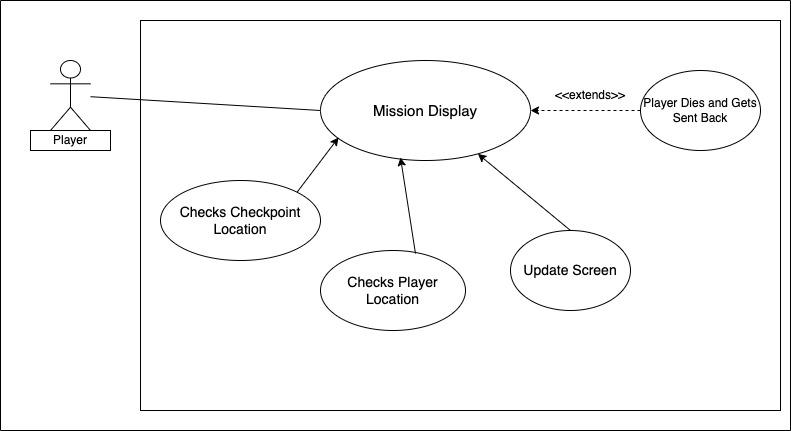 Player
Mission Display
<<extends>>
Player Dies and Gets
Sent Back
Checks Checkpoint
Location
Checks Player
Location
Update Screen